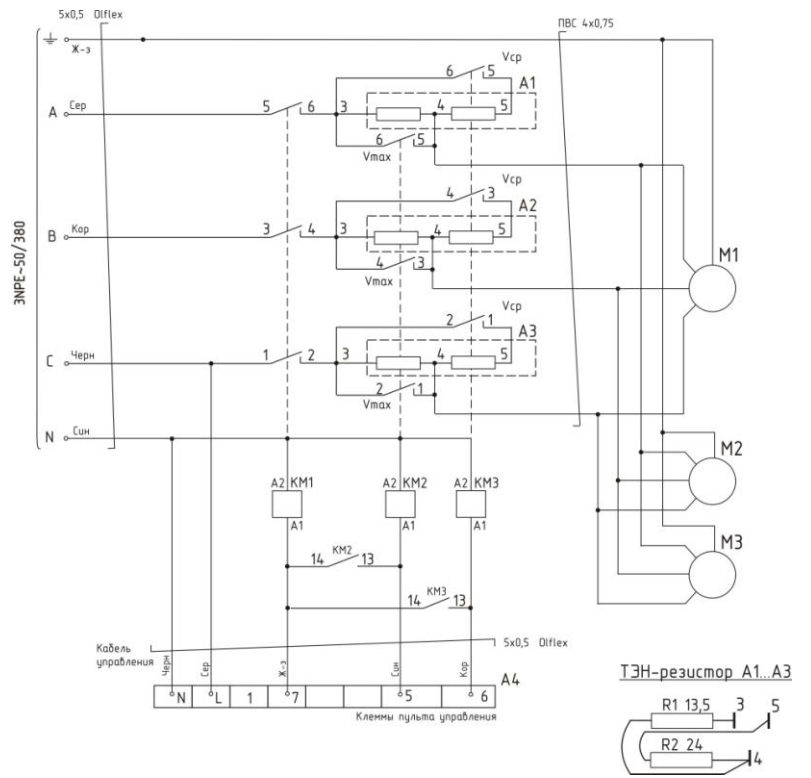 5x0,5 Olflex
ПВС 4x0,75
Ж-з
Vср
6 5
A1
A Сер
5 6 3 4 5
6 5
Vmax
Vср
4 3
A2
B Кор
3 4 3 4 5
4 3
Vmax
M1
3NPE~50/380
Vср
2 1
A3
C Черн
1 2 3 4 5
2 1
Vmax
N Син
M2
A2 KM1
A2 KM2
A2 KM3
A1
A1
A1
M3
KM2
14 13
KM3
14 13
Кабель
управления
5x0,5 Olflex
Черн
Сер
Ж-з
Син
Кор
A4
N L 1 7 5 6
Клеммы пульта управления
ТЭН-резистор A1...A3
R1 13,5 3 5
R2 24 4